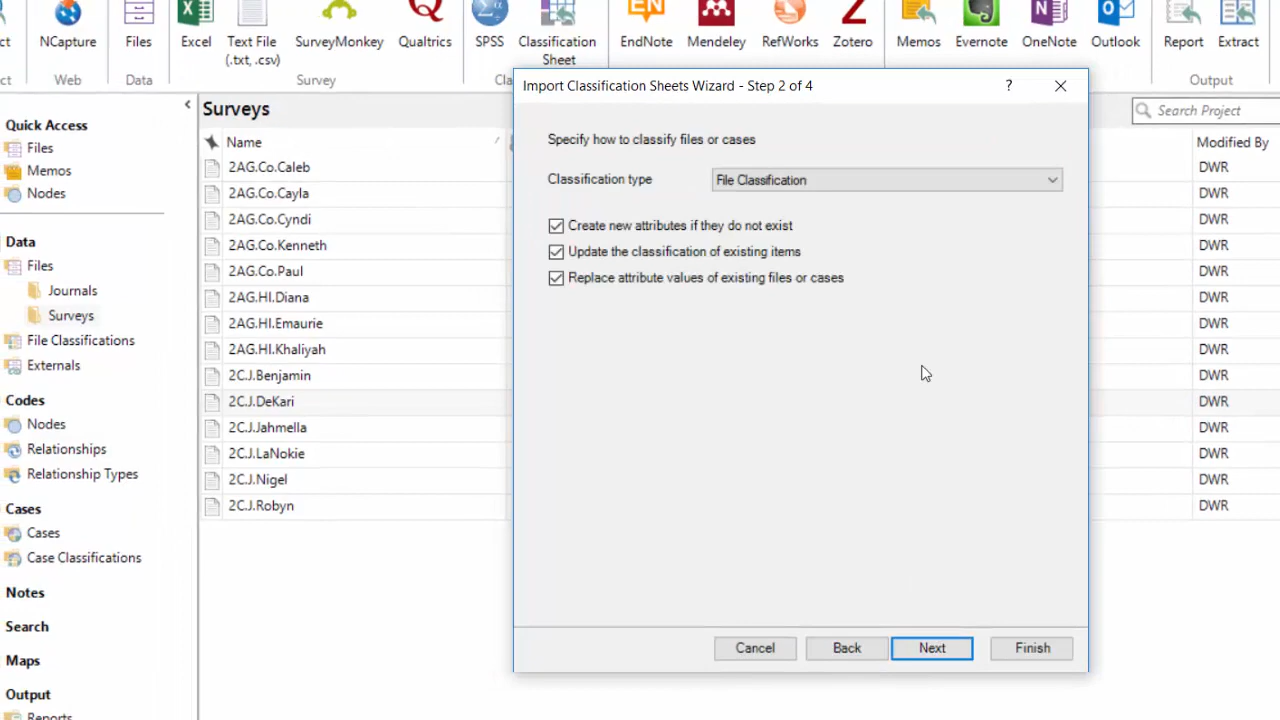 NCapture
Files
Excel
Text File
(.txt, .csv)
SurveyMonkey
Qualtrics
SPSS
Classification
Sheet
EndNote
Mendeley
RefWorks
Zotero
Memos
Evernote
OneNote
Outlook
Report
Extract
Web
Data
Survey
Output
Import Classification Sheets Wizard - Step 2 of 4
?
Specify how to classify files or cases
Classification type
File Classification
Create new attributes if they do not exist
Update the classification of existing items
Replace attribute values of existing files or cases
Cancel
Back
Next
Finish
Quick Access
Files
Memos
Nodes
Data
Files
Journals
Surveys
File Classifications
Externals
Codes
Nodes
Relationships
Relationship Types
Cases
Cases
Case Classifications
Notes
Search
Maps
Output
Reports
Surveys
Search Project
Name
Modified By
2AG.Co.Caleb
DWR
2AG.Co.Cayla
DWR
2AG.Co.Cyndi
DWR
2AG.Co.Kenneth
DWR
2AG.Co.Paul
DWR
2AG.HI.Diana
DWR
2AG.HI.Emaurie
DWR
2AG.HI.Khaliyah
DWR
2C.J.Benjamin
DWR
2C.J.DeKari
DWR
2C.J.Jahmella
DWR
2C.J.LaNokie
DWR
2C.J.Nigel
DWR
2C.J.Robyn
DWR